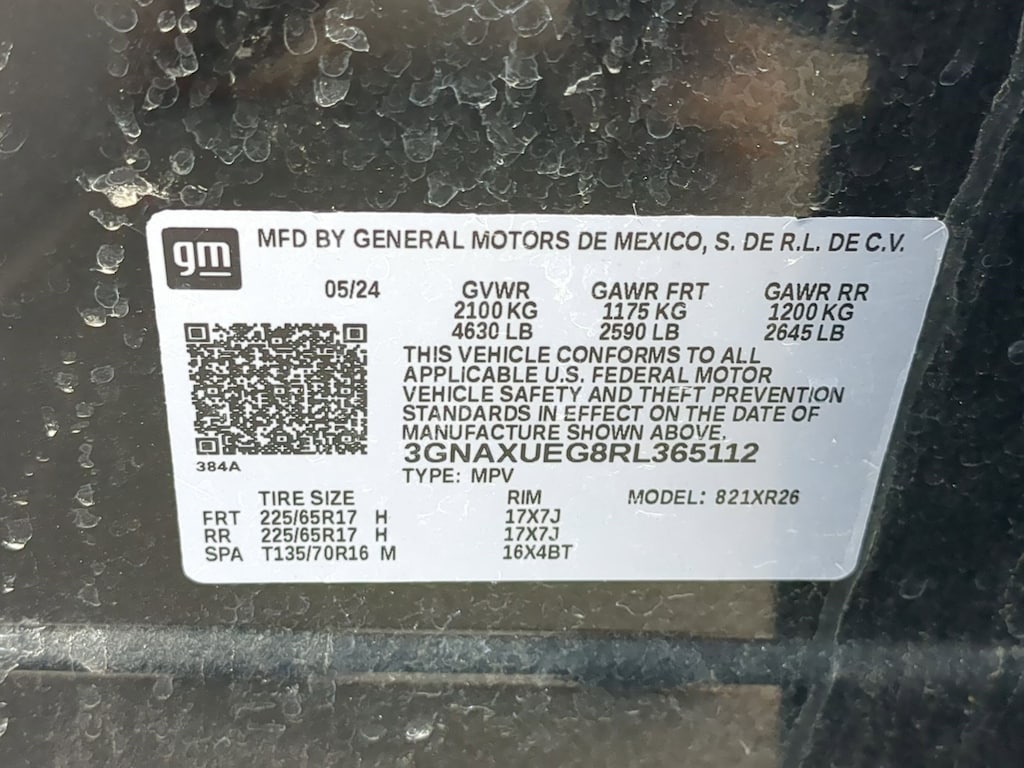 gm
MFD BY GENERAL MOTORS DE MEXICO, S. DE R.L. DE C.V.
05/24 GVWR GAWR FRT GAWR RR
2100 KG 1175 KG 1200 KG
4630 LB 2590 LB 2645 LB
THIS VEHICLE CONFORMS TO ALL
APPLICABLE U.S. FEDERAL MOTOR
VEHICLE SAFETY AND THEFT PREVENTION
STANDARDS IN EFFECT ON THE DATE OF
MANUFACTURE SHOWN ABOVE.
3GNAXUEG8RL365112
384A
TYPE: MPV
TIRE SIZE RIM MODEL: 821XR26
FRT 225/65R17 H 17X7J
RR 225/65R17 H 17X7J
SPA T135/70R16 M 16X4BT